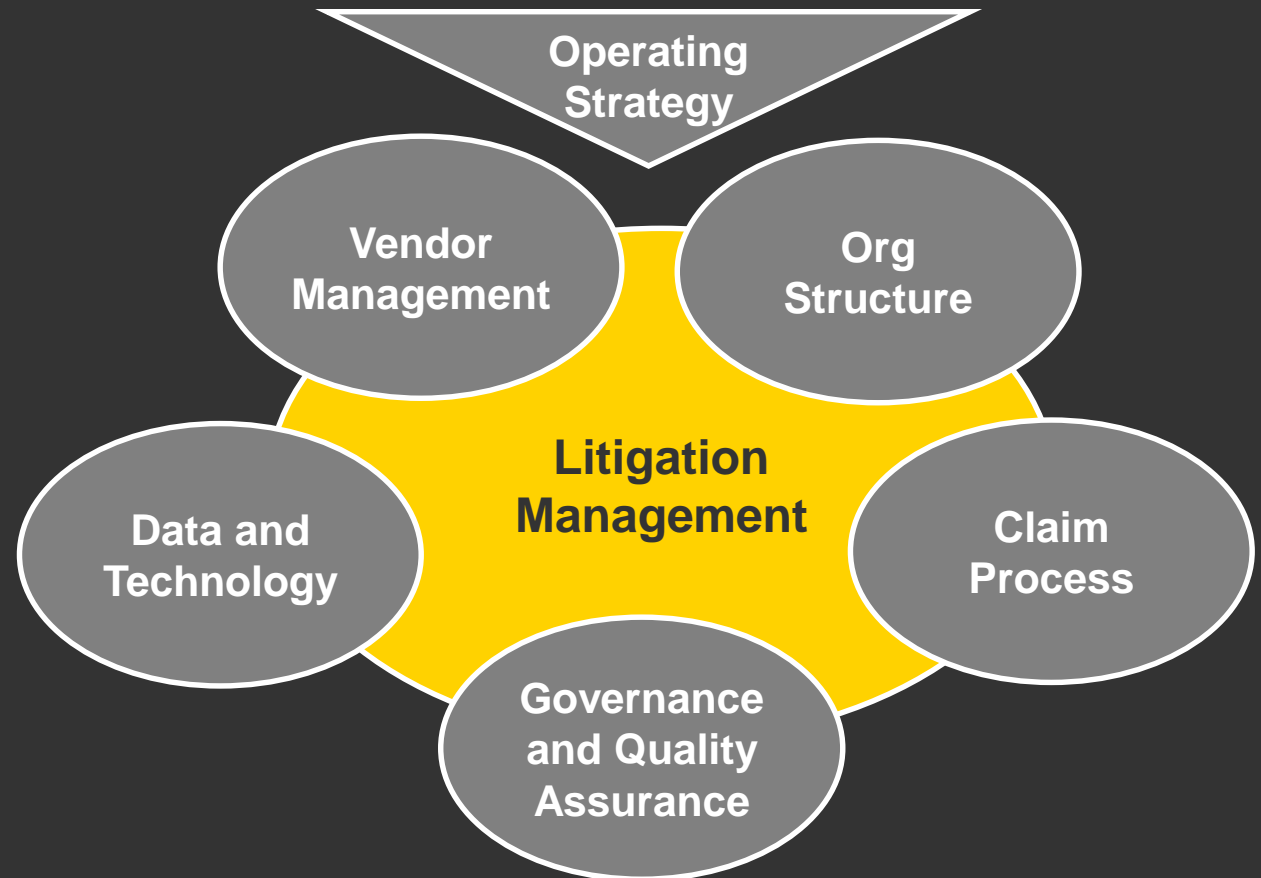 Operating
Strategy
Vendor
Management
Org
Structure
Litigation
Management
Data and
Technology
Claim
Process
Governance
and Quality
Assurance